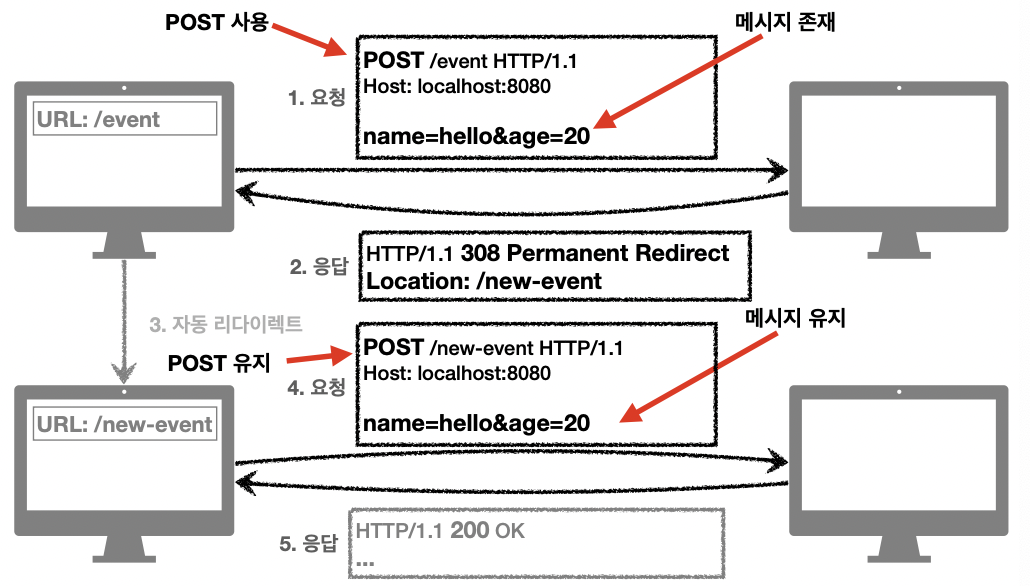 POST 사용
메시지 존재
POST /event HTTP/1.1
Host: localhost:8080
1. 요청
name=hello&age=20
URL: /event
2. 응답
HTTP/1.1 308 Permanent Redirect
Location: /new-event
3. 자동 리다이렉트
메시지 유지
POST 유지
POST /new-event HTTP/1.1
Host: localhost:8080
4. 요청
name=hello&age=20
URL: /new-event
5. 응답
HTTP/1.1 200 OK
...